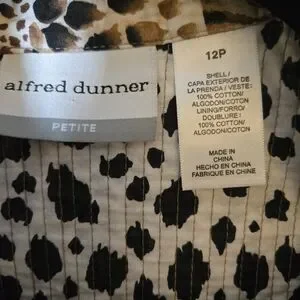 alfred dunner
PETITE
12P
SHELL/
CAPA EXTERIOR DE
LA PRENDA / VESTE:
100% COTTON/
ALGODON/COTON
LINING/FORRO/
DOUBLURE:
100% COTTON/
ALGODON/COTON
MADE IN
CHINA
HECHO EN CHINA
FABRIQUE EN CHINE